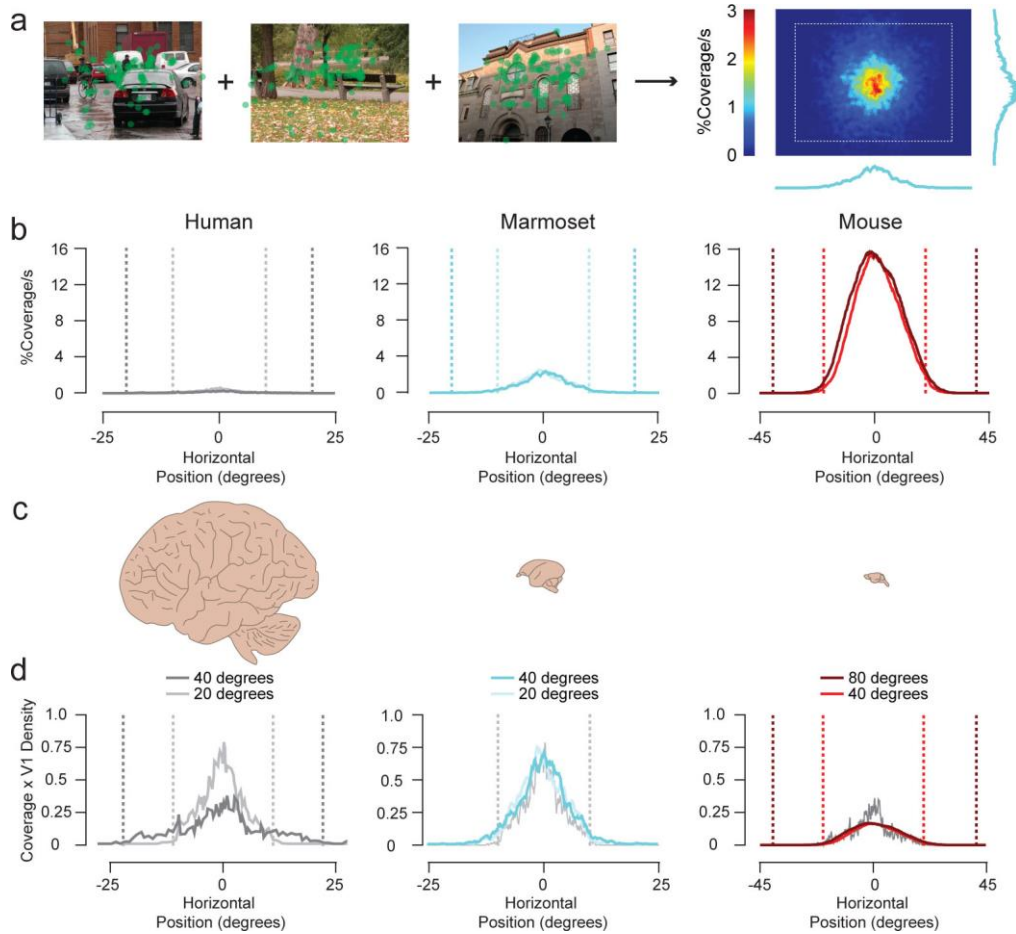 a
%Coverage/s
3
2
1
0
b
Human
Marmoset
Mouse
%Coverage/s
16
12
8
4
0
16
12
8
4
0
16
12
8
4
0
-25 0 25
Horizontal
Position (degrees)
-25 0 25
Horizontal
Position (degrees)
-45 0 45
Horizontal
Position (degrees)
c
d
40 degrees
20 degrees
40 degrees
20 degrees
80 degrees
40 degrees
Coverage x V1 Density
1.0
0.75
0.5
0.25
0
1.0
0.75
0.5
0.25
0
1.0
0.75
0.5
0.25
0
-25 0 25
Horizontal
Position (degrees)
-25 0 25
Horizontal
Position (degrees)
-45 0 45
Horizontal
Position (degrees)